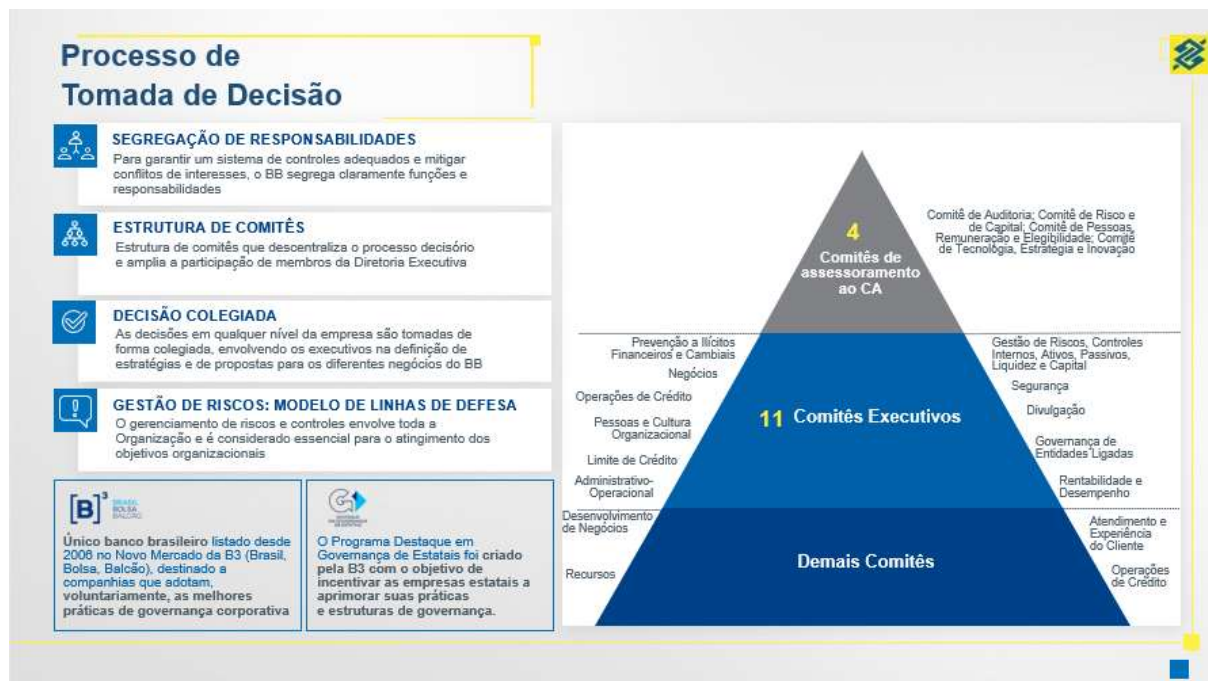 Processo de
Tomada de Decisão
SEGREGAÇÃO DE RESPONSABILIDADES
Para garantir um sistema de controles adequados e mitigar
conflitos de interesses, o BB segrega claramente funções e
responsabilidades
ESTRUTURA DE COMITÊS
Estrutura de comitês que descentraliza o processo decisório
e amplia a participação de membros da Diretoria Executiva
DECISÃO COLEGIADA
As decisões em qualquer nível da empresa são tomadas de
forma colegiada, envolvendo os executivos na definição de
estratégias e de propostas para os diferentes negócios do BB
GESTÃO DE RISCOS: MODELO DE LINHAS DE DEFESA
O gerenciamento de riscos e controles envolve toda a
Organização e é considerado essencial para o atingimento dos
objetivos organizacionais
[B]³
BRASIL
BOLSA
BALCÃO
Único banco brasileiro listado desde
2006 no Novo Mercado da B3 (Brasil,
Bolsa, Balcão), destinado a
companhias que adotam,
voluntariamente, as melhores
práticas de governança corporativa
O Programa Destaque em
Governança de Estatais foi criado
pela B3 com o objetivo de
incentivar as empresas estatais a
aprimorar suas práticas
e estruturas de governança.
4
Comitês de
assessoramento
ao CA
Comitê de Auditoria; Comitê de Risco e
de Capital; Comitê de Pessoas,
Remuneração e Elegibilidade; Comitê
de Tecnologia, Estratégia e Inovação
Prevenção a Ilícitos
Financeiros e Cambiais
Negócios
Operações de Crédito
Pessoas e Cultura
Organizacional
Limite de Crédito
Administrativo-
Operacional
11 Comitês Executivos
Gestão de Riscos, Controles
Internos, Ativos, Passivos,
Liquidez e Capital
Segurança
Divulgação
Governança de
Entidades Ligadas
Rentabilidade e
Desempenho
Desenvolvimento
de Negócios
Recursos
Demais Comitês
Atendimento e
Experiência
do Cliente
Operações
de Crédito